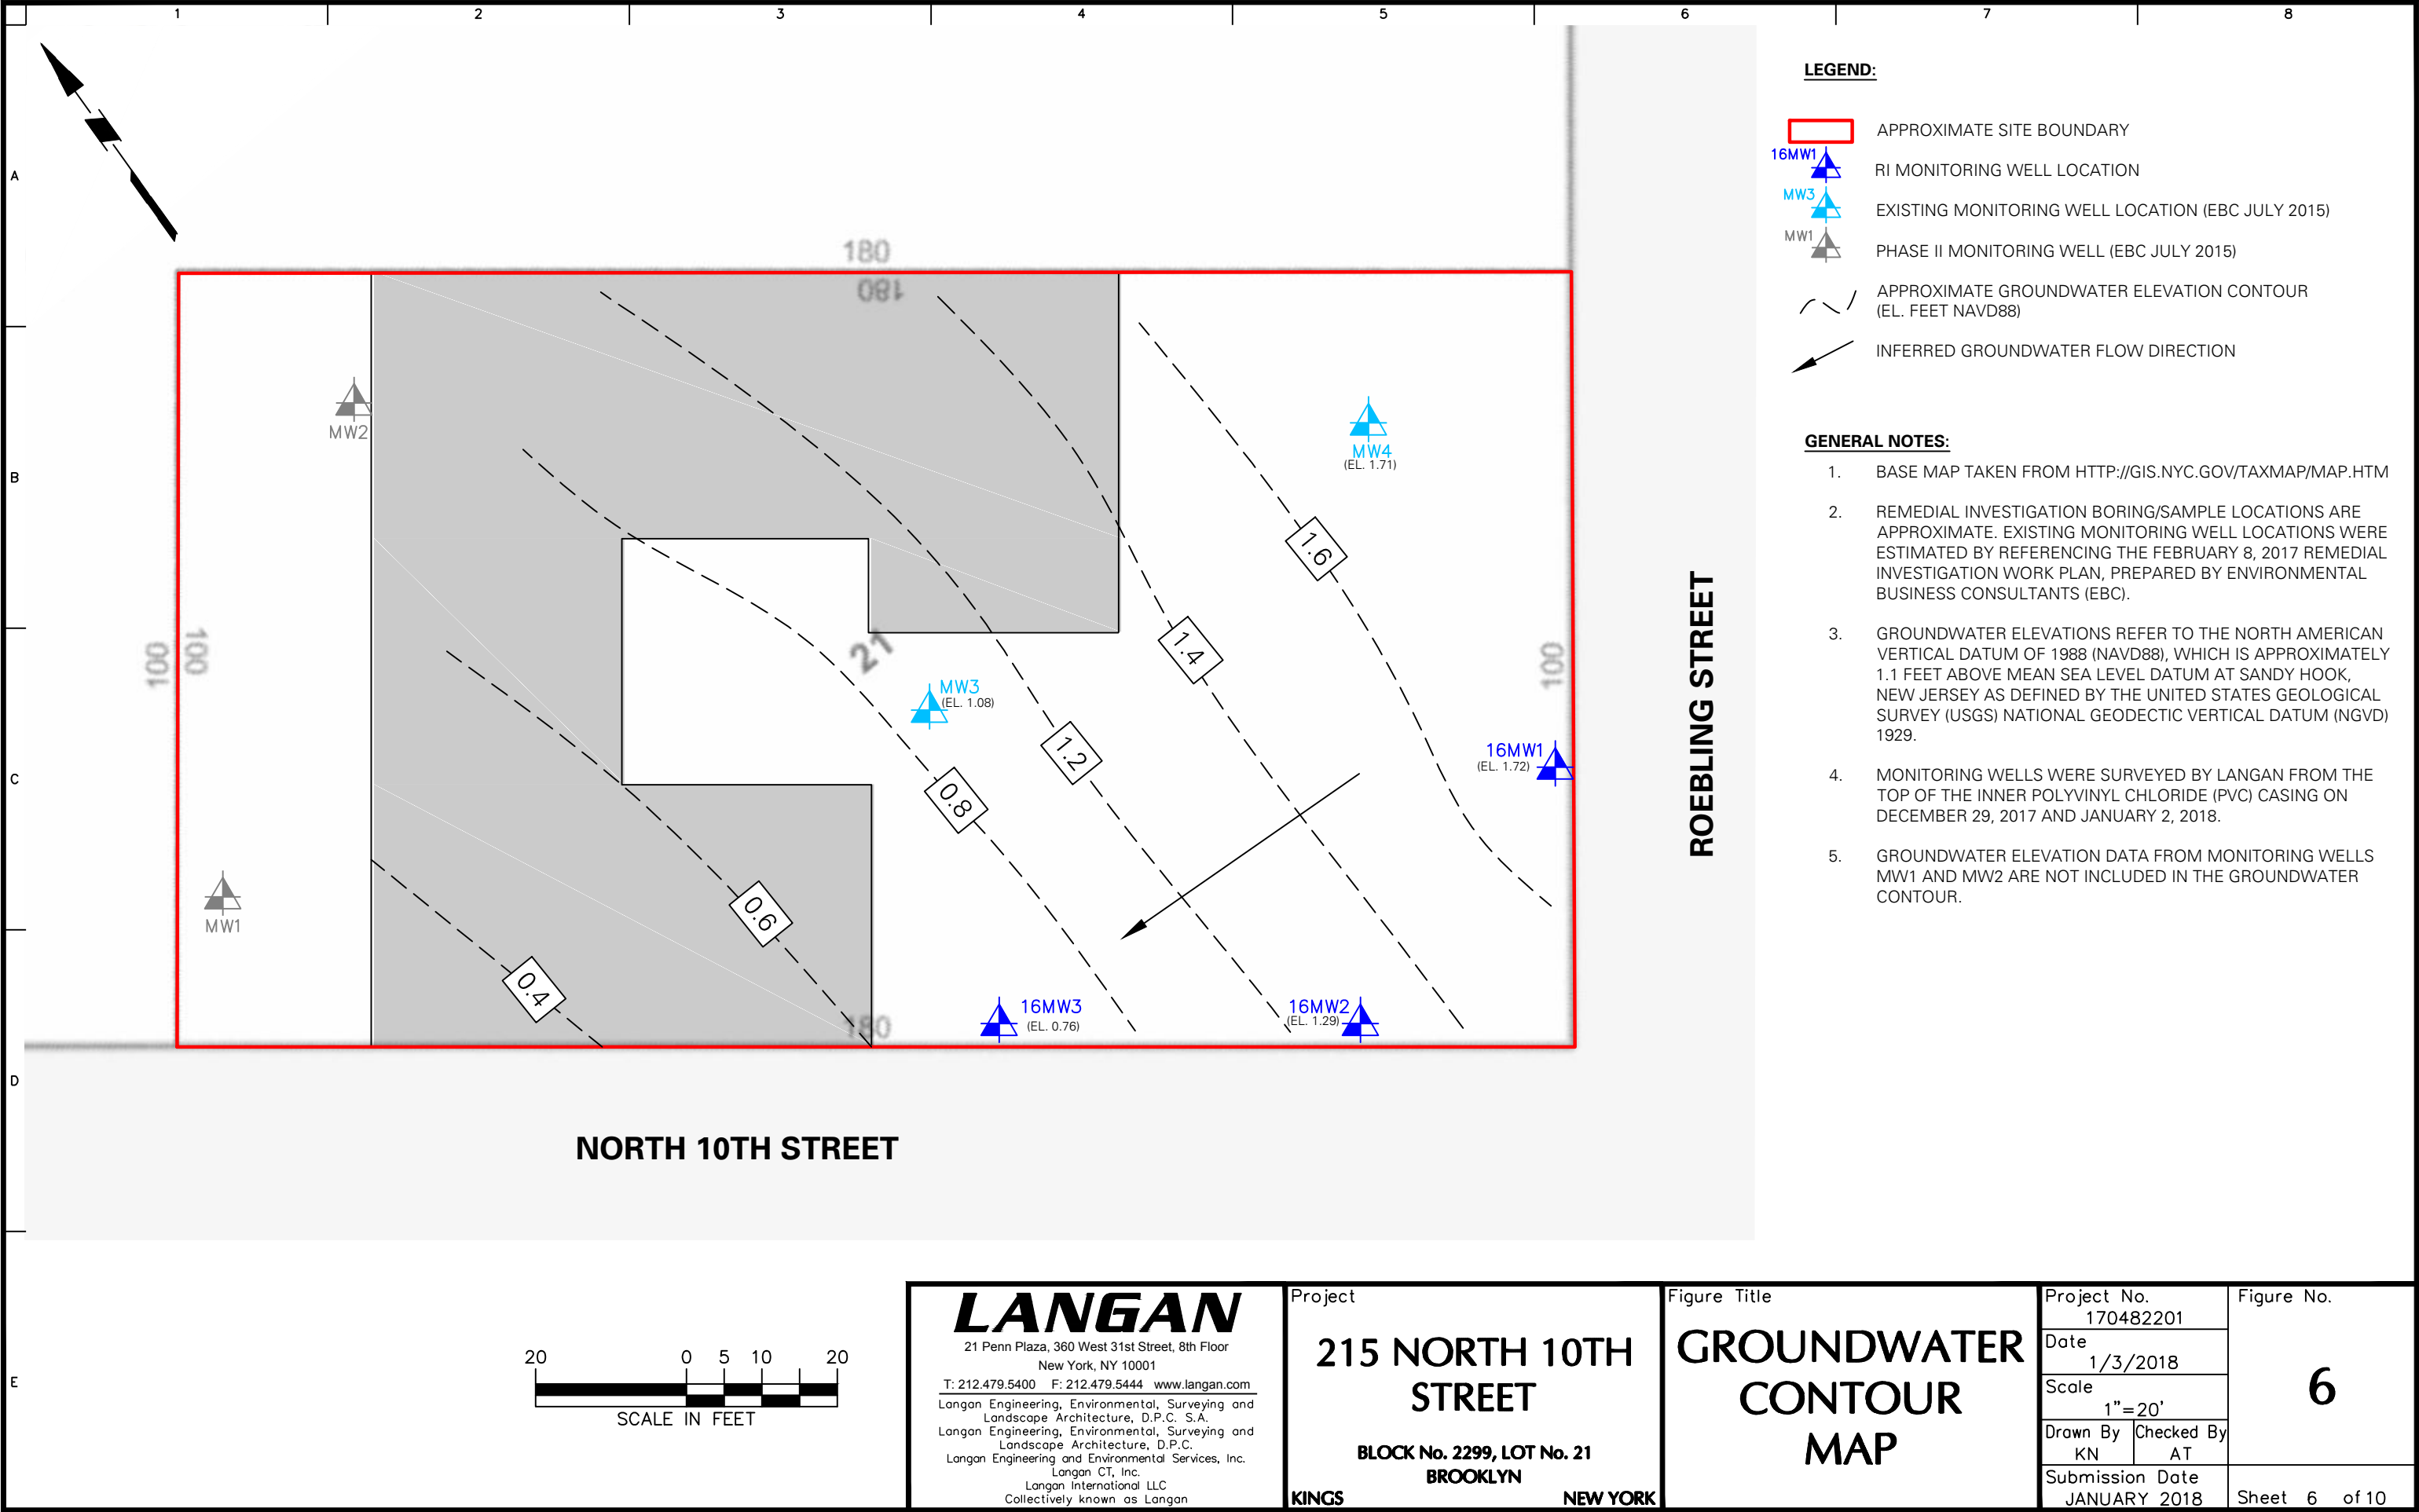 1 2 3 4 5 6 7 8
A
B
C
D
E
180
180
100
100
100
180
21
MW2
MW1
MW4
(EL. 1.71)
MW3
(EL. 1.08)
16MW1
(EL. 1.72)
16MW3
(EL. 0.76)
16MW2
(EL. 1.29)
1.6
1.4
1.2
0.8
0.6
0.4
ROEBLING STREET
NORTH 10TH STREET
LEGEND:
APPROXIMATE SITE BOUNDARY
16MW1
RI MONITORING WELL LOCATION
MW3
EXISTING MONITORING WELL LOCATION (EBC JULY 2015)
MW1
PHASE II MONITORING WELL (EBC JULY 2015)
APPROXIMATE GROUNDWATER ELEVATION CONTOUR
(EL. FEET NAVD88)
INFERRED GROUNDWATER FLOW DIRECTION
GENERAL NOTES:
1. BASE MAP TAKEN FROM HTTP://GIS.NYC.GOV/TAXMAP/MAP.HTM
2. REMEDIAL INVESTIGATION BORING/SAMPLE LOCATIONS ARE
APPROXIMATE. EXISTING MONITORING WELL LOCATIONS WERE
ESTIMATED BY REFERENCING THE FEBRUARY 8, 2017 REMEDIAL
INVESTIGATION WORK PLAN, PREPARED BY ENVIRONMENTAL
BUSINESS CONSULTANTS (EBC).
3. GROUNDWATER ELEVATIONS REFER TO THE NORTH AMERICAN
VERTICAL DATUM OF 1988 (NAVD88), WHICH IS APPROXIMATELY
1.1 FEET ABOVE MEAN SEA LEVEL DATUM AT SANDY HOOK,
NEW JERSEY AS DEFINED BY THE UNITED STATES GEOLOGICAL
SURVEY (USGS) NATIONAL GEODECTIC VERTICAL DATUM (NGVD)
1929.
4. MONITORING WELLS WERE SURVEYED BY LANGAN FROM THE
TOP OF THE INNER POLYVINYL CHLORIDE (PVC) CASING ON
DECEMBER 29, 2017 AND JANUARY 2, 2018.
5. GROUNDWATER ELEVATION DATA FROM MONITORING WELLS
MW1 AND MW2 ARE NOT INCLUDED IN THE GROUNDWATER
CONTOUR.
20 0 5 10 20
SCALE IN FEET
LANGAN
21 Penn Plaza, 360 West 31st Street, 8th Floor
New York, NY 10001
T: 212.479.5400 F: 212.479.5444 www.langan.com
Langan Engineering, Environmental, Surveying and
Landscape Architecture, D.P.C. S.A.
Langan Engineering, Environmental, Surveying and
Landscape Architecture, D.P.C.
Langan Engineering and Environmental Services, Inc.
Langan CT, Inc.
Langan International LLC
Collectively known as Langan
Project
215 NORTH 10TH
STREET
BLOCK No. 2299, LOT No. 21
BROOKLYN
KINGS NEW YORK
Figure Title
GROUNDWATER
CONTOUR
MAP
Project No.
170482201
Date
1/3/2018
Scale
1"=20'
Drawn By Checked By
KN AT
Submission Date
JANUARY 2018
Figure No.
6
Sheet 6 of 10